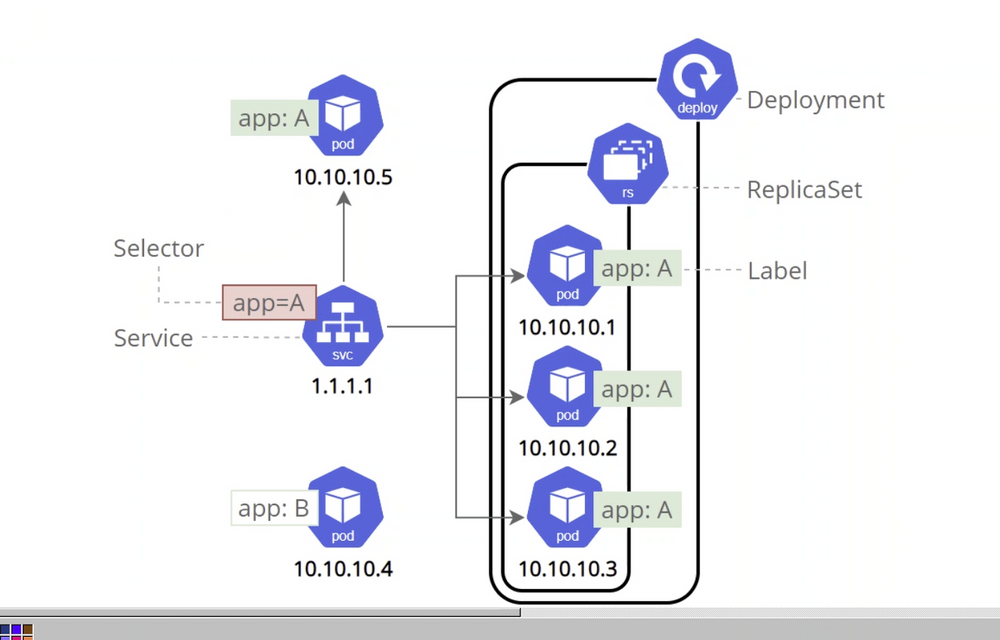 deploy
Deployment
app: A
pod
10.10.10.5
rs
ReplicaSet
Selector
app=A
Service
svc
1.1.1.1
pod
app: A
Label
10.10.10.1
pod
app: A
10.10.10.2
app: B
pod
10.10.10.4
pod
app: A
10.10.10.3